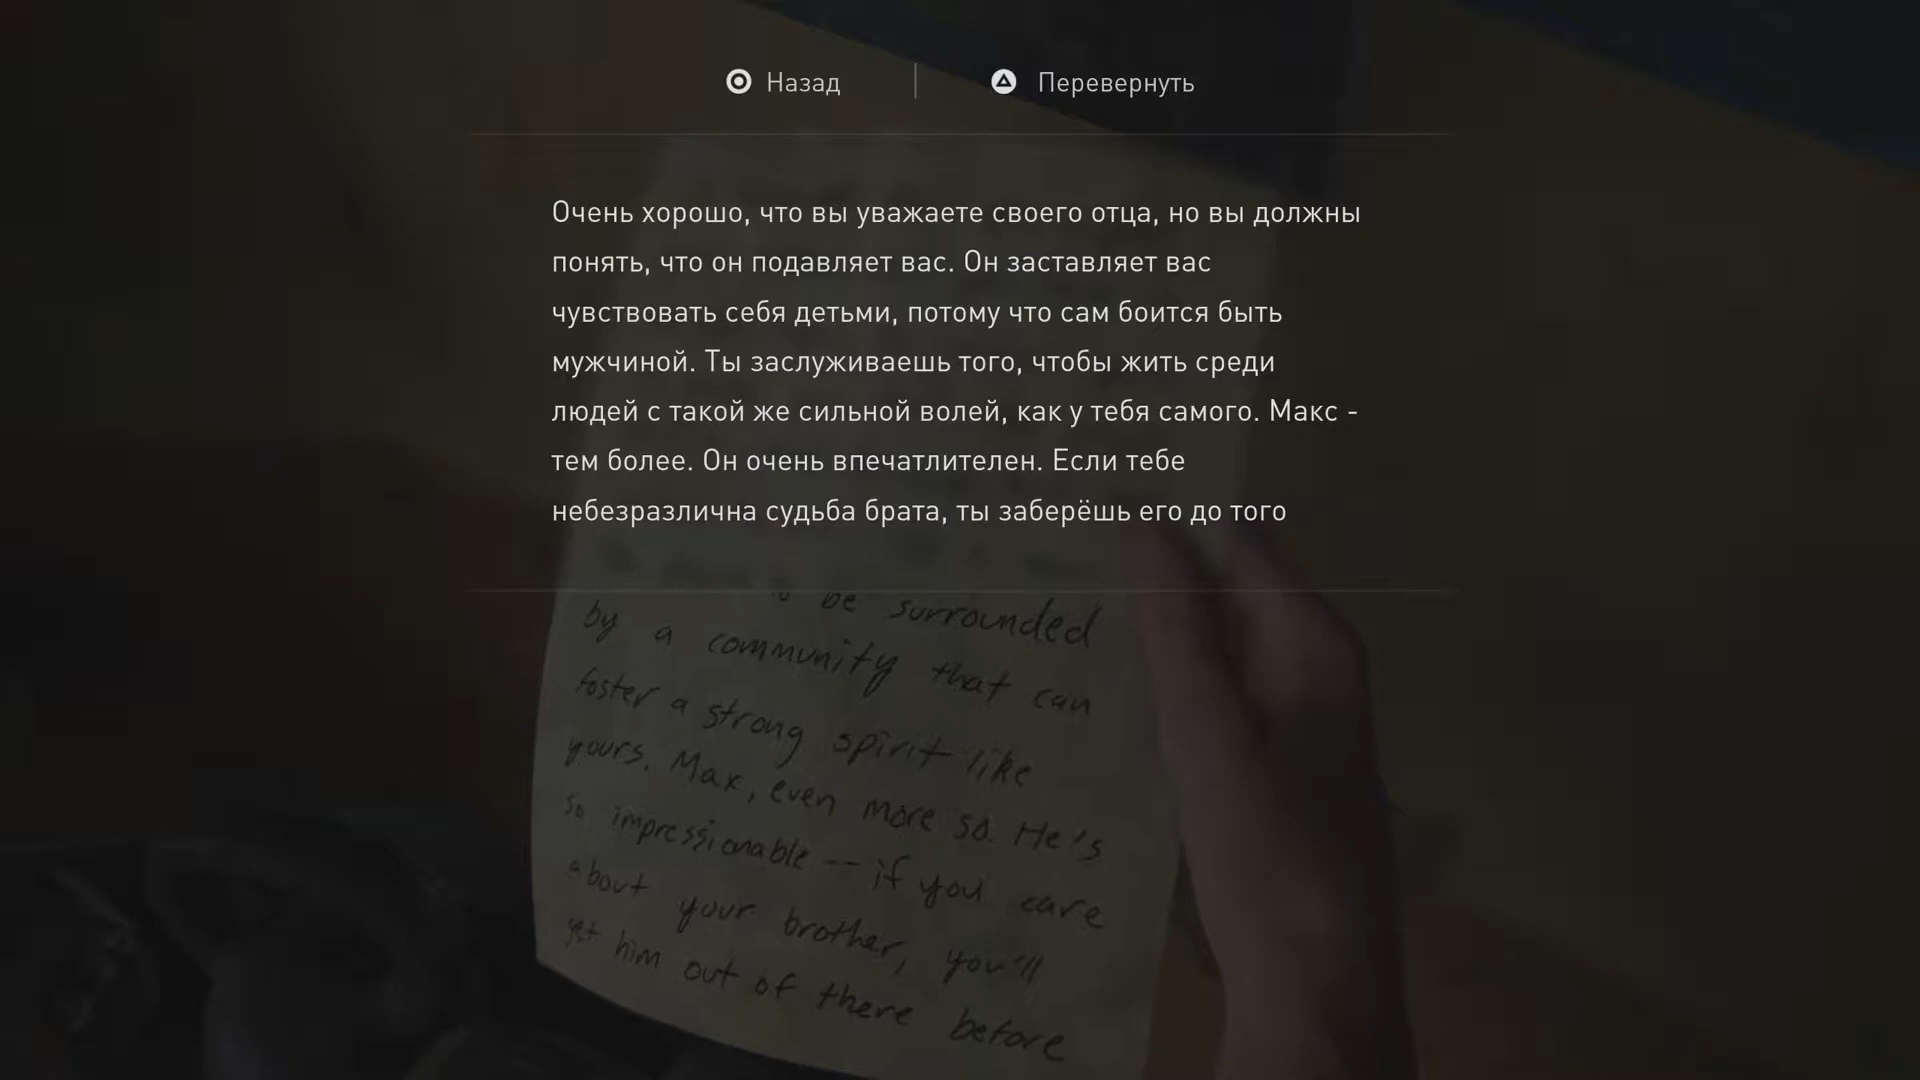 Назад
Перевернуть
Очень хорошо, что вы уважаете своего отца, но вы должны
понять, что он подавляет вас. Он заставляет вас
чувствовать себя детьми, потому что сам боится быть
мужчиной. Ты заслуживаешь того, чтобы жить среди
людей с такой же сильной волей, как у тебя самого. Макс -
тем более. Он очень впечатлителен. Если тебе
небезразлична судьба брата, ты заберёшь его до того
be surrounded
by a community that can
foster a strong spirit like
yours. Max, even more so. He's
so impressionable -- if you care
about your brother, you'll
get him out of there before